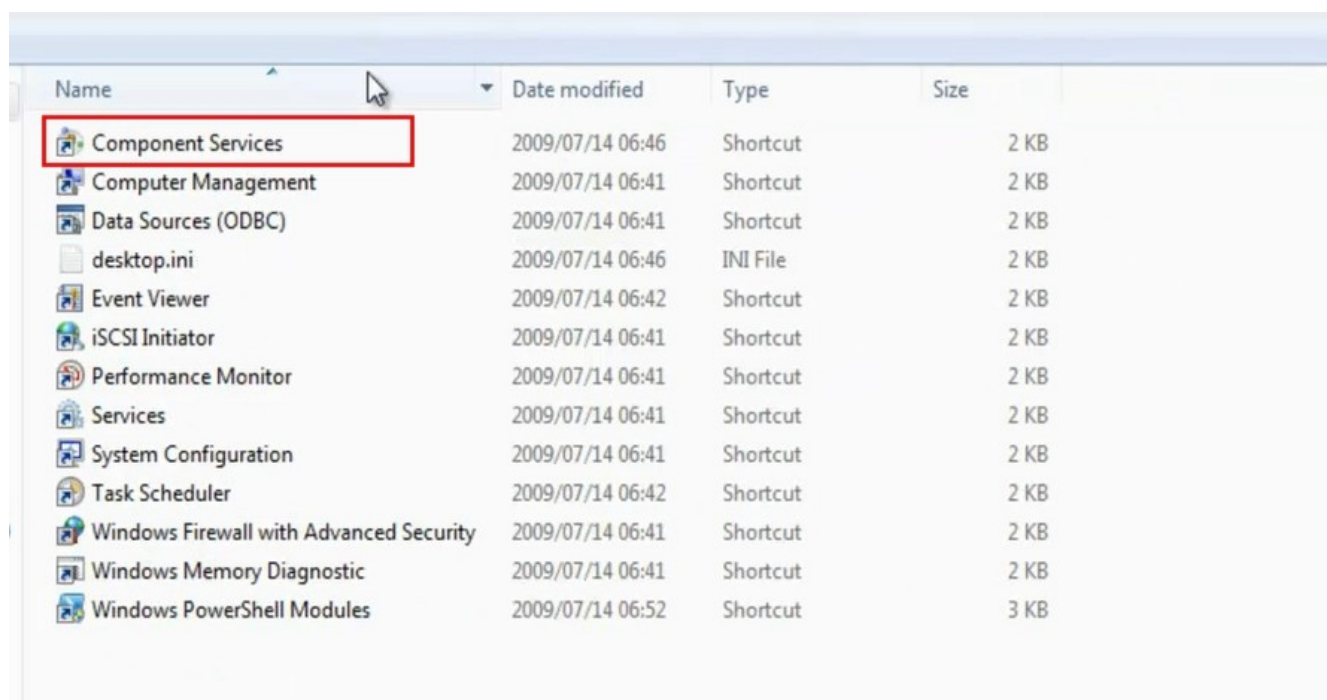 Name Date modified Type Size
Component Services 2009/07/14 06:46 Shortcut 2 KB
Computer Management 2009/07/14 06:41 Shortcut 2 KB
Data Sources (ODBC) 2009/07/14 06:41 Shortcut 2 KB
desktop.ini 2009/07/14 06:46 INI File 2 KB
Event Viewer 2009/07/14 06:42 Shortcut 2 KB
iSCSI Initiator 2009/07/14 06:41 Shortcut 2 KB
Performance Monitor 2009/07/14 06:41 Shortcut 2 KB
Services 2009/07/14 06:41 Shortcut 2 KB
System Configuration 2009/07/14 06:41 Shortcut 2 KB
Task Scheduler 2009/07/14 06:42 Shortcut 2 KB
Windows Firewall with Advanced Security 2009/07/14 06:41 Shortcut 2 KB
Windows Memory Diagnostic 2009/07/14 06:41 Shortcut 2 KB
Windows PowerShell Modules 2009/07/14 06:52 Shortcut 3 KB